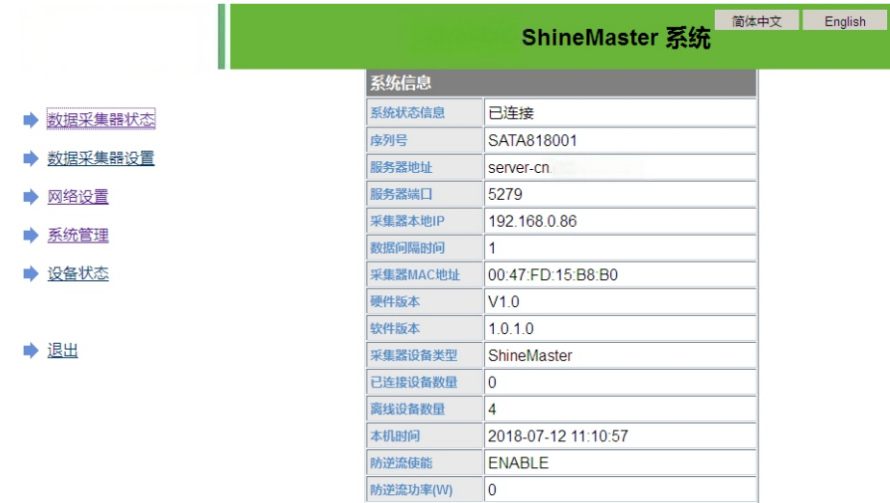 简体中文 English
ShineMaster 系统
数据采集器状态
数据采集器设置
网络设置
系统管理
设备状态
退出
系统信息
系统状态信息 已连接
序列号 SATA818001
服务器地址 server-cn
服务器端口 5279
采集器本地IP 192.168.0.86
数据间隔时间 1
采集器MAC地址 00:47:FD:15:B8:B0
硬件版本 V1.0
软件版本 1.0.1.0
采集器设备类型 ShineMaster
已连接设备数量 0
离线设备数量 4
本机时间 2018-07-12 11:10:57
防逆流使能 ENABLE
防逆流功率(W) 0